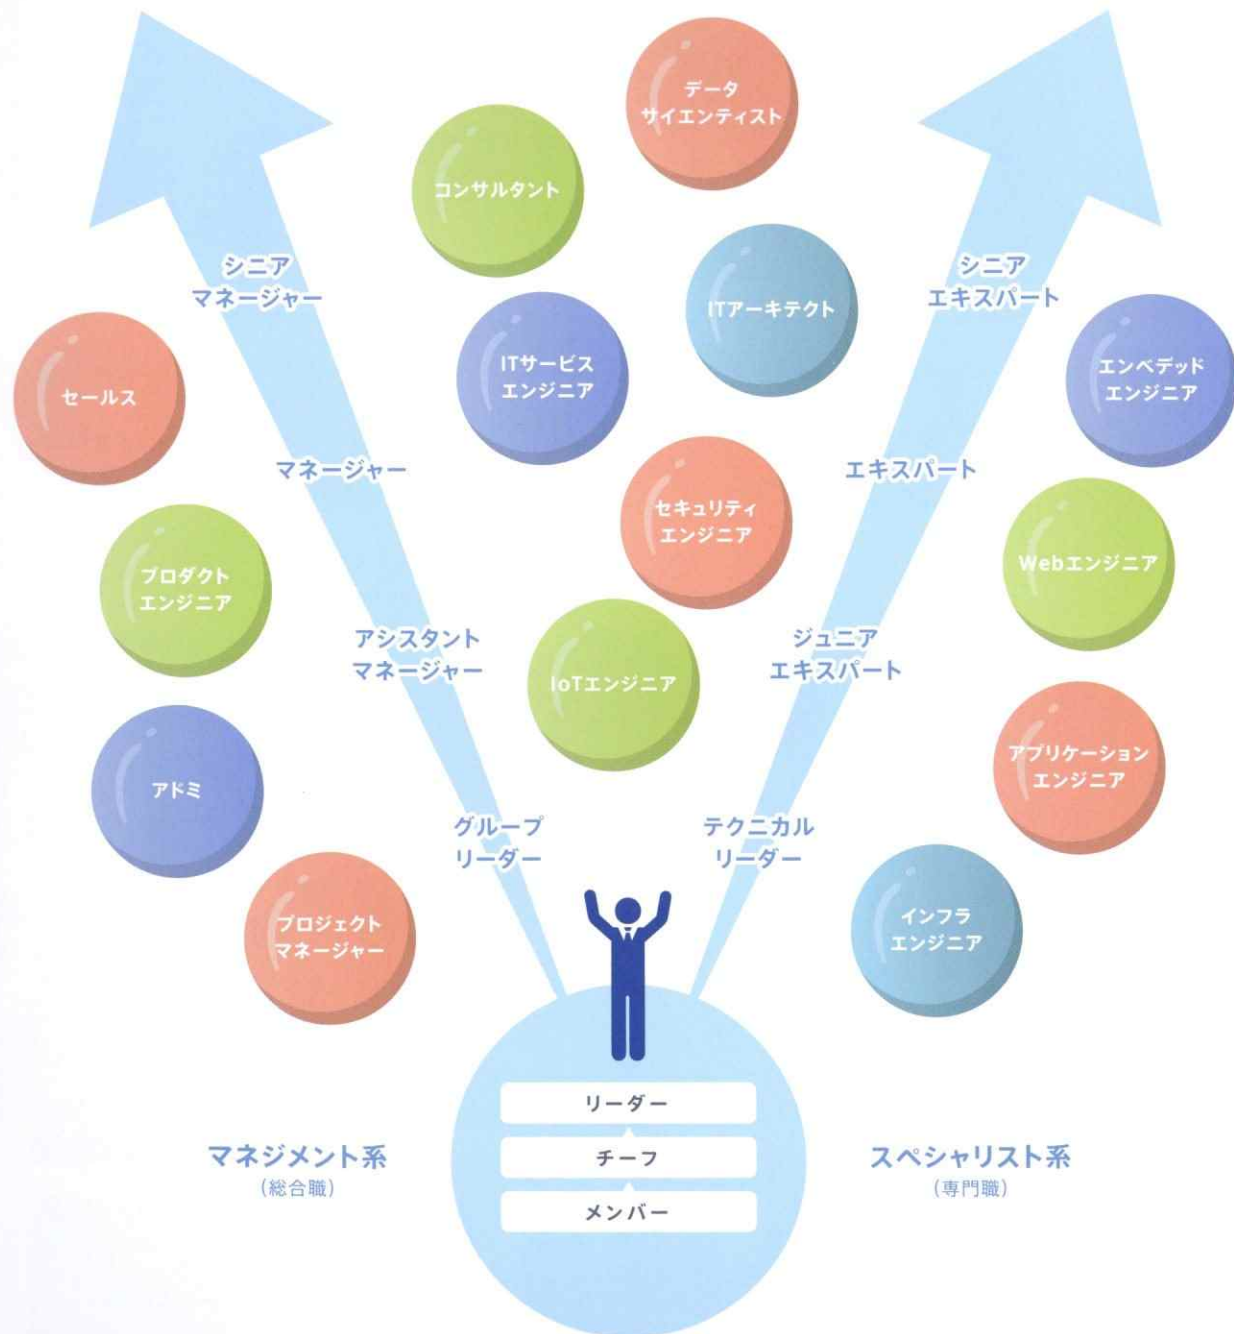 データ
サイエンティスト
コンサルタント
シニア
マネージャー
シニア
エキスパート
ITアーキテクト
ITサービス
エンジニア
エンベデッド
エンジニア
セールス
マネージャー
エキスパート
セキュリティ
エンジニア
Webエンジニア
プロダクト
エンジニア
アシスタント
マネージャー
ジュニア
エキスパート
IoTエンジニア
アプリケーション
エンジニア
アドミ
グループ
リーダー
テクニカル
リーダー
プロジェクト
マネージャー
インフラ
エンジニア
リーダー
チーフ
メンバー
マネジメント系
(総合職)
スペシャリスト系
(専門職)